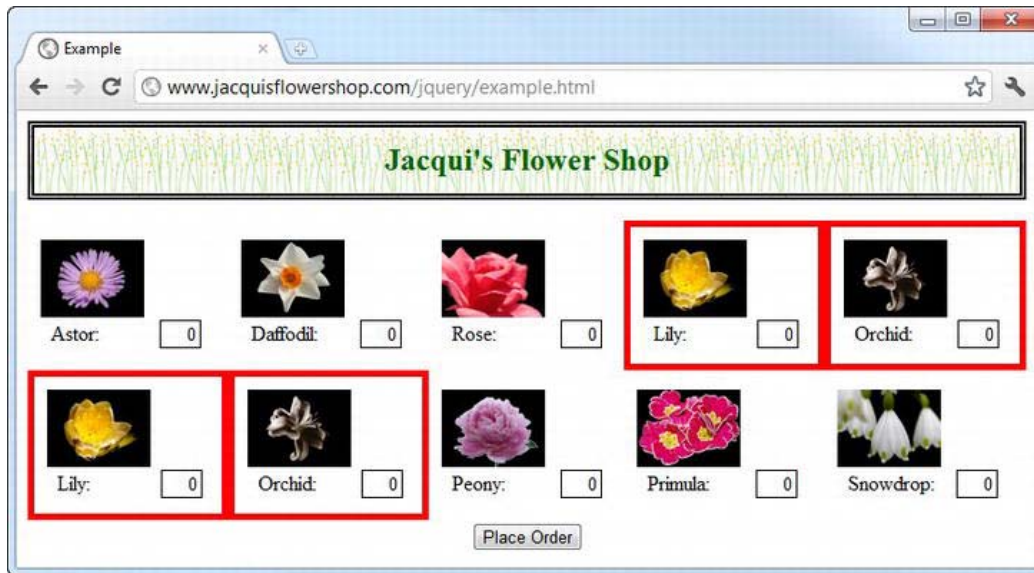 Example
www.jacquisflowershop.com/jquery/example.html
Jacqui's Flower Shop
Astor: 0 Daffodil: 0 Rose: 0 Lily: 0 Orchid: 0
Lily: 0 Orchid: 0 Peony: 0 Primula: 0 Snowdrop: 0
Place Order